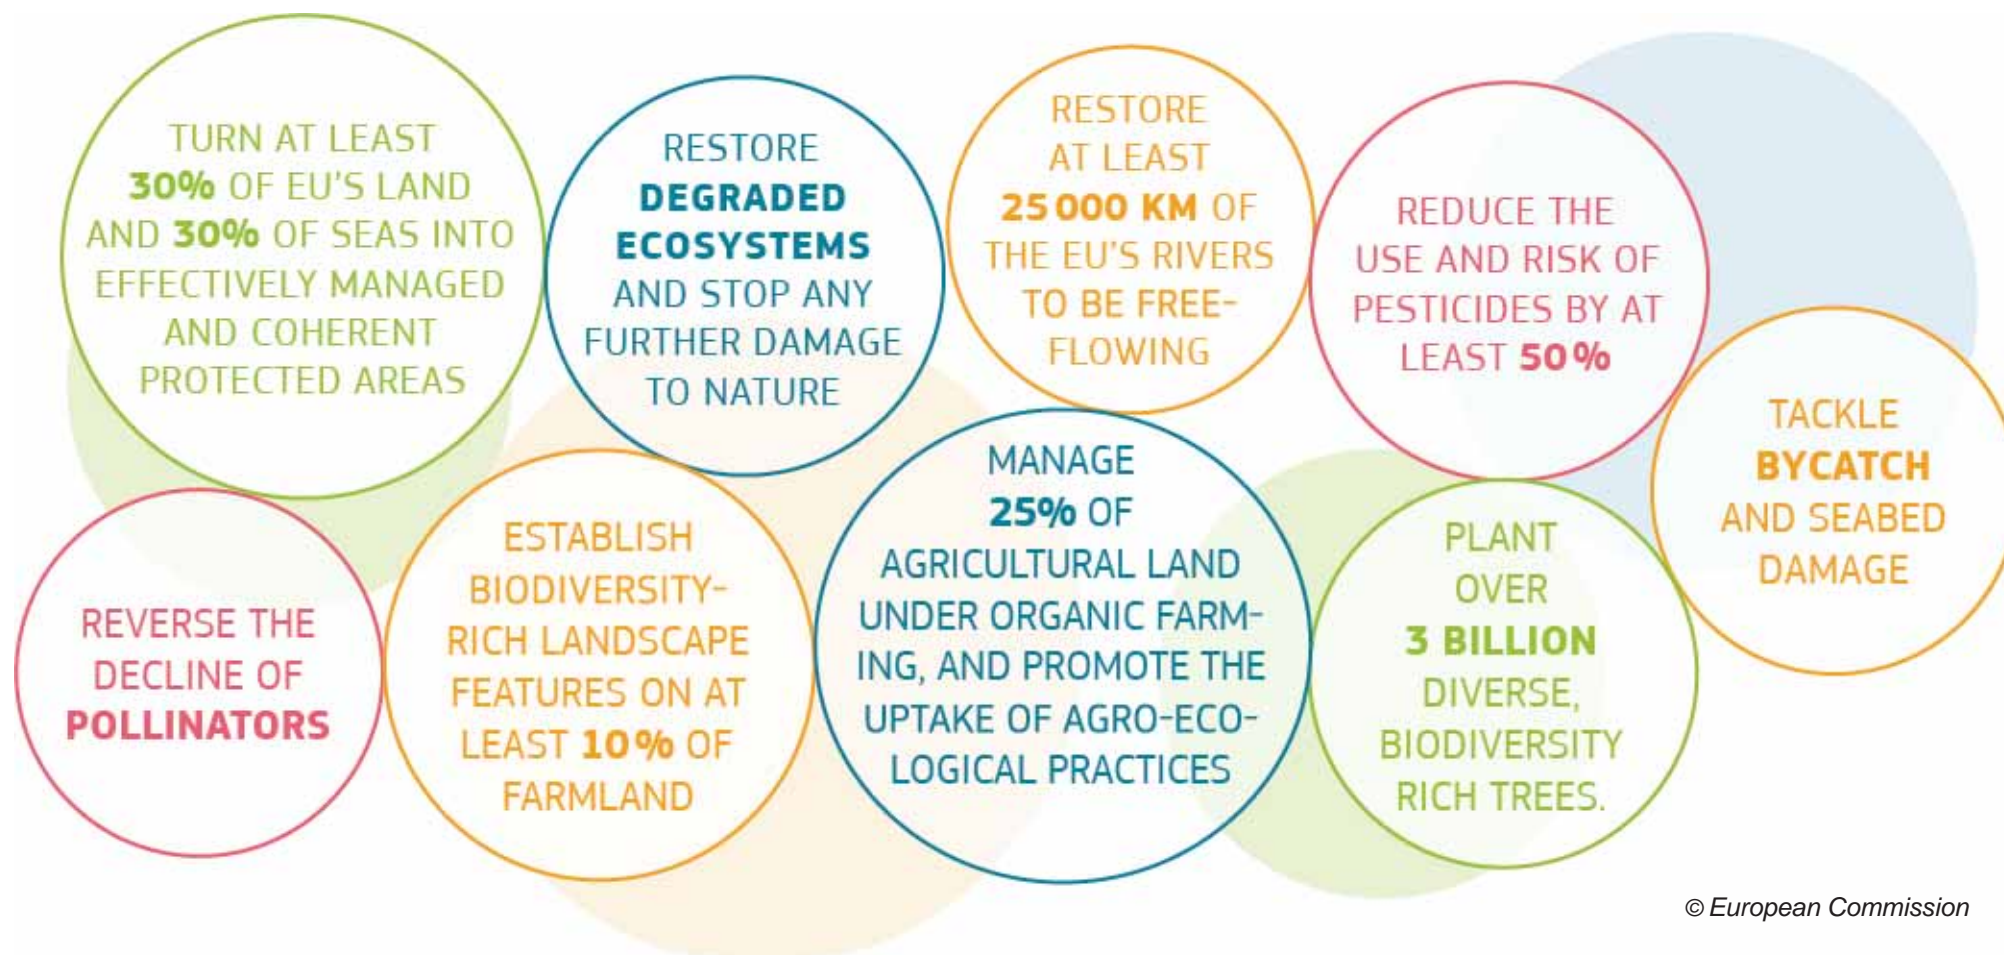 TURN AT LEAST
30% OF EU'S LAND
AND 30% OF SEAS INTO
EFFECTIVELY MANAGED
AND COHERENT
PROTECTED AREAS
RESTORE
DEGRADED
ECOSYSTEMS
AND STOP ANY
FURTHER DAMAGE
TO NATURE
RESTORE
AT LEAST
25 000 KM OF
THE EU'S RIVERS
TO BE FREE-
FLOWING
REDUCE THE
USE AND RISK OF
PESTICIDES BY AT
LEAST 50%
TACKLE
BYCATCH
AND SEABED
DAMAGE
REVERSE THE
DECLINE OF
POLLINATORS
ESTABLISH
BIODIVERSITY-
RICH LANDSCAPE
FEATURES ON AT
LEAST 10% OF
FARMLAND
MANAGE
25% OF
AGRICULTURAL LAND
UNDER ORGANIC FARM-
ING, AND PROMOTE THE
UPTAKE OF AGRO-ECO-
LOGICAL PRACTICES
PLANT
OVER
3 BILLION
DIVERSE,
BIODIVERSITY
RICH TREES.
© European Commission